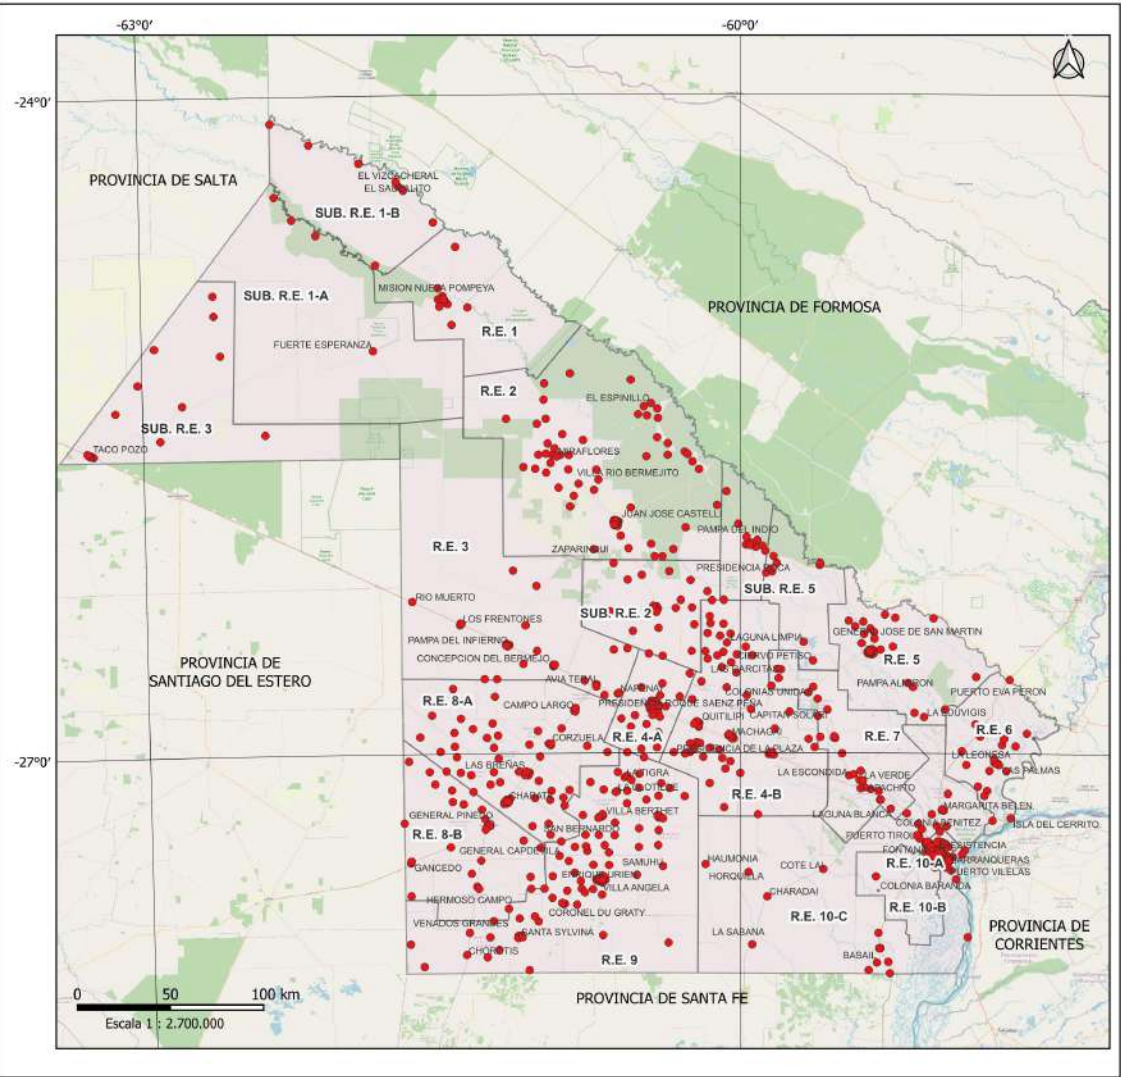 -63°0'
-60°0'
-24°0'
PROVINCIA DE SALTA
EL VIZCACHERAL
EL SAUZALITO
SUB. R.E. 1-B
SUB. R.E. 1-A
MISION NUEVA POMPEYA
PROVINCIA DE FORMOSA
R.E. 1
FUERTE ESPERANZA
R.E. 2
EL ESPINILLO
SUB. R.E. 3
TACO POZO
MIRAFLORES
VILLA RIO BERMEJITO
JUAN JOSE CASTELLI
PAMPA DEL INDIO
R.E. 3
ZAPARINQUI
PRESIDENCIA ROCA
SUB. R.E. 5
RIO MUERTO
SUB. R.E. 2
LOS FRENTONES
GENERAL JOSE DE SAN MARTIN
PAMPA DEL INFIERNO
LAGUNA LIMPIA
CONCEPCION DEL BERMEJO
CIERVO PETISO
R.E. 5
PROVINCIA DE
SANTIAGO DEL ESTERO
LAS GARCITAS
AVIA TERAI
PAMPA ALMIRON
NAPENAY
COLONIAS UNIDAS
PUERTO EVA PERON
R.E. 8-A
CAMPO LARGO
PRESIDENCIA ROQUE SAENZ PEÑA
QUITILIPI
CAPITAN SOLARI
LA EDUVIGIS
R.E. 6
CORZUELA
R.E. 4-A
MACHAGAI
R.E. 7
PRESIDENCIA DE LA PLAZA
LA LEONESA
-27°0'
LAS BREÑAS
LA TIGRA
LA ESCONDIDA
LA VERDE
LAS PALMAS
LA CLOTILDE
LAPACHITO
CHARATA
R.E. 4-B
VILLA BERTHET
MARGARITA BELEN
GENERAL PINEDO
LAGUNA BLANCA
COLONIA BENITEZ
ISLA DEL CERRITO
R.E. 8-B
SAN BERNARDO
PUERTO TIROL
GENERAL CAPDEVILA
FONTANA
RESISTENCIA
GANCEDO
SAMUHU
HAUMONIA
COTE LAI
R.E. 10-A
BARRANQUERAS
ENRIQUE URIEN
HORQUILLA
PUERTO VILELAS
VILLA ANGELA
CHARADAI
COLONIA BARANDA
HERMOSO CAMPO
R.E. 10-B
CORONEL DU GRATY
R.E. 10-C
VENADOS GRANDES
SANTA SYLVINA
LA SABANA
PROVINCIA DE
CORRIENTES
CHOROTIS
R.E. 9
BASAIL
0 50 100 km
Escala 1 : 2.700.000
PROVINCIA DE SANTA FE